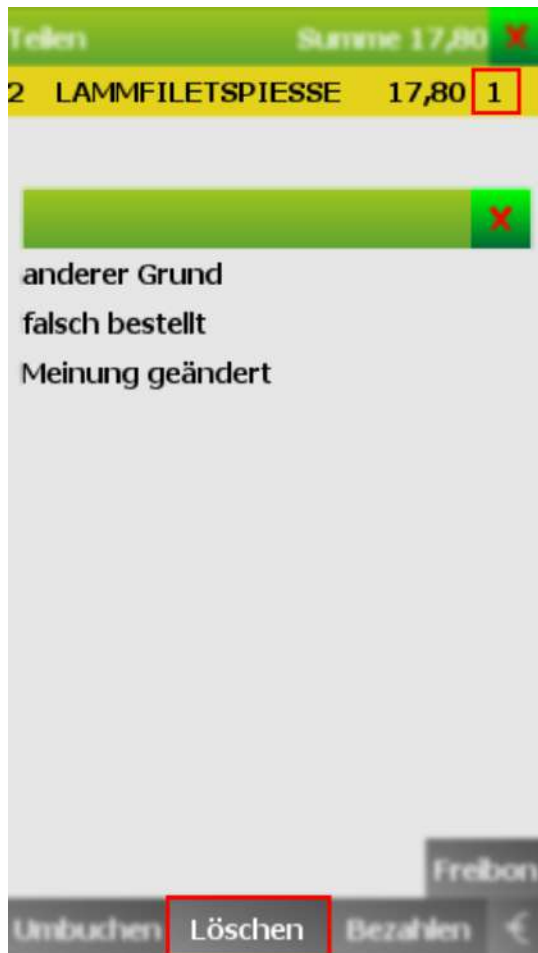 Teilen Summe 17,80 X
2 LAMMFILETSPIESSE 17,80 1
X
anderer Grund
falsch bestellt
Meinung geändert
Freibon
Umbuchen Löschen Bezahlen €